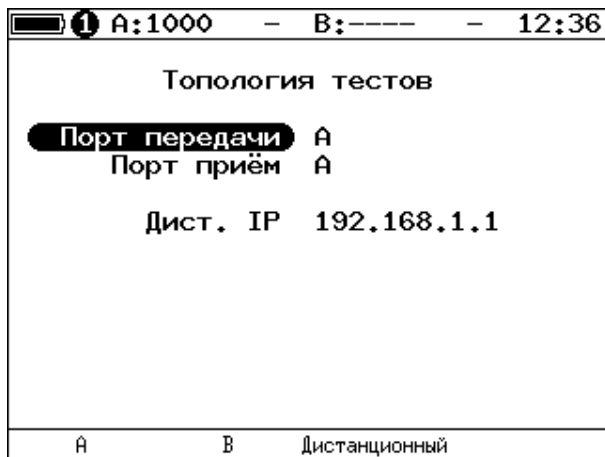 1 A:1000 – B:---- – 12:36
Топология тестов
Порт передачи A
Порт приём A
Дист. IP 192.168.1.1
A B Дистанционный